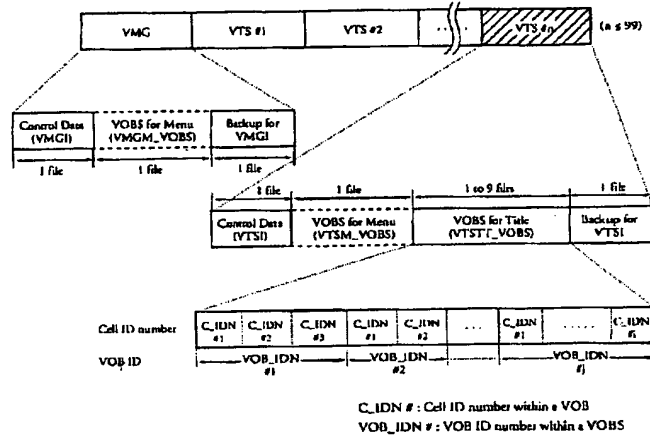 VMG VTS #1 VTS #2 ..... VTS #n (n ≤ 99)
Control Data (VMGI)
VOBS for Menu (VMGM_VOBS)
Backup for VMGI
1 file 1 file 1 file
1 file 1 file 1 to 9 files 1 file
Control Data (VTSI)
VOBS for Menu (VTSM_VOBS)
VOBS for Title (VTSTT_VOBS)
Backup for VTSI
Cell ID number C_IDN #1 C_IDN #2 C_IDN #3 C_IDN #1 C_IDN #2 .... C_IDN #1 ..... C_IDN
VOB ID VOB_IDN #1 VOB_IDN #2 VOB_IDN #j
C_IDN # : Cell ID number within a VOB
VOB_IDN # : VOB ID number within a VOBS